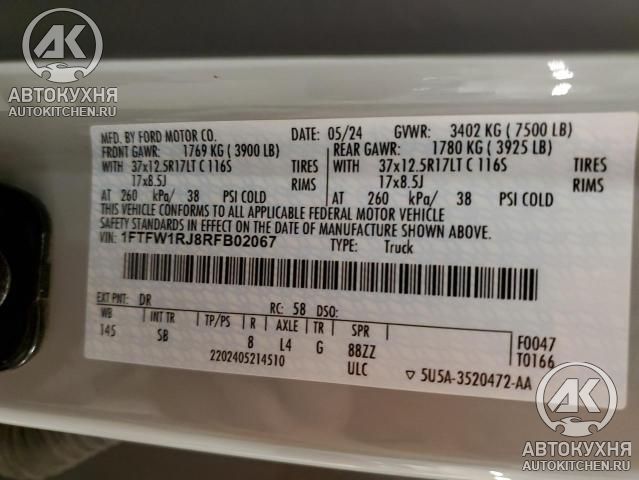 АК
АВТОКУХНЯ
AUTOKITCHEN.RU
MFD. BY FORD MOTOR CO.
DATE: 05/24
GVWR: 3402 KG ( 7500 LB)
FRONT GAWR: 1769 KG ( 3900 LB)
REAR GAWR: 1780 KG ( 3925 LB)
WITH 37x12.5R17LT C 116S TIRES
WITH 37x12.5R17LT C 116S TIRES
17x8.5J RIMS
17x8.5J RIMS
AT 260 kPa/ 38 PSI COLD
AT 260 kPa/ 38 PSI COLD
THIS VEHICLE CONFORMS TO ALL APPLICABLE FEDERAL MOTOR VEHICLE
SAFETY STANDARDS IN EFFECT ON THE DATE OF MANUFACTURE SHOWN ABOVE.
VIN: 1FTFW1RJ8RFB02067
TYPE: Truck
EXT PNT: DR RC: 58 DSO:
WB INT TR TP/PS R AXLE TR SPR
145 5B 8 L4 G 88ZZ
F0047
T0166
2202405214510
ULC
▽ 5U5A-3520472-AA
АК
АВТОКУХНЯ
AUTOKITCHEN.RU